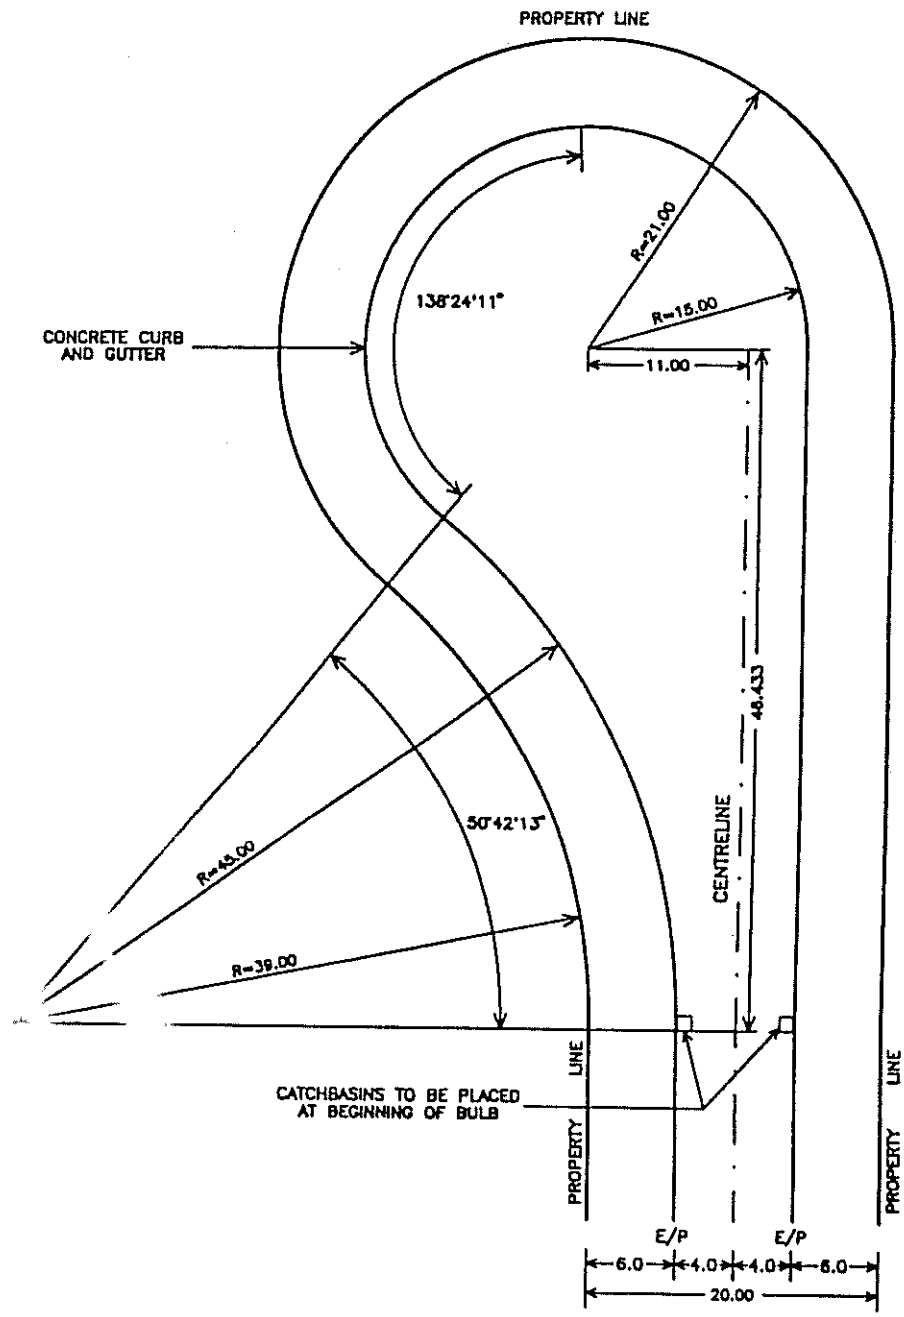 PROPERTY LINE
R=21.00
138°24'11"
R=15.00
CONCRETE CURB
AND GUTTER
11.00
48.433
CENTRELINE
50°42'13"
R=45.00
R=39.00
CATCHBASINS TO BE PLACED
AT BEGINNING OF BULB
PROPERTY LINE
PROPERTY LINE
E/P
E/P
6.0
4.0
4.0
6.0
20.00